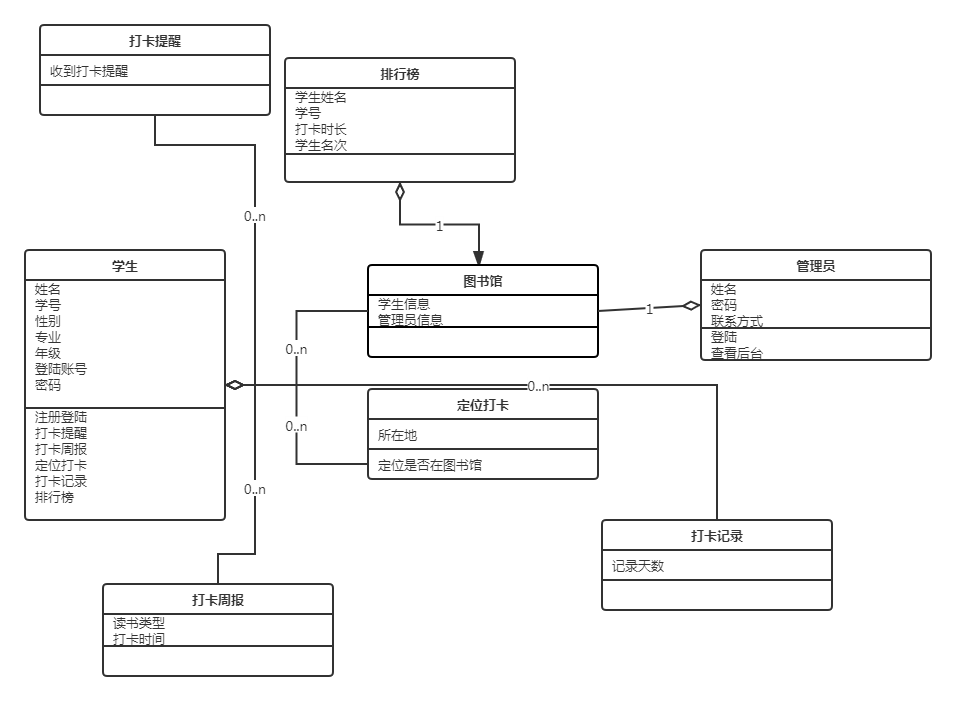 打卡提醒
收到打卡提醒
排行榜
学生姓名
学号
打卡时长
学生名次
0..n
1
学生
姓名
学号
性别
专业
年级
登陆账号
密码
注册登陆
打卡提醒
打卡周报
定位打卡
打卡记录
排行榜
图书馆
学生信息
管理员信息
1
管理员
姓名
密码
联系方式
登陆
查看后台
0..n
0..n
0..n
定位打卡
所在地
定位是否在图书馆
0..n
打卡记录
记录天数
打卡周报
读书类型
打卡时间